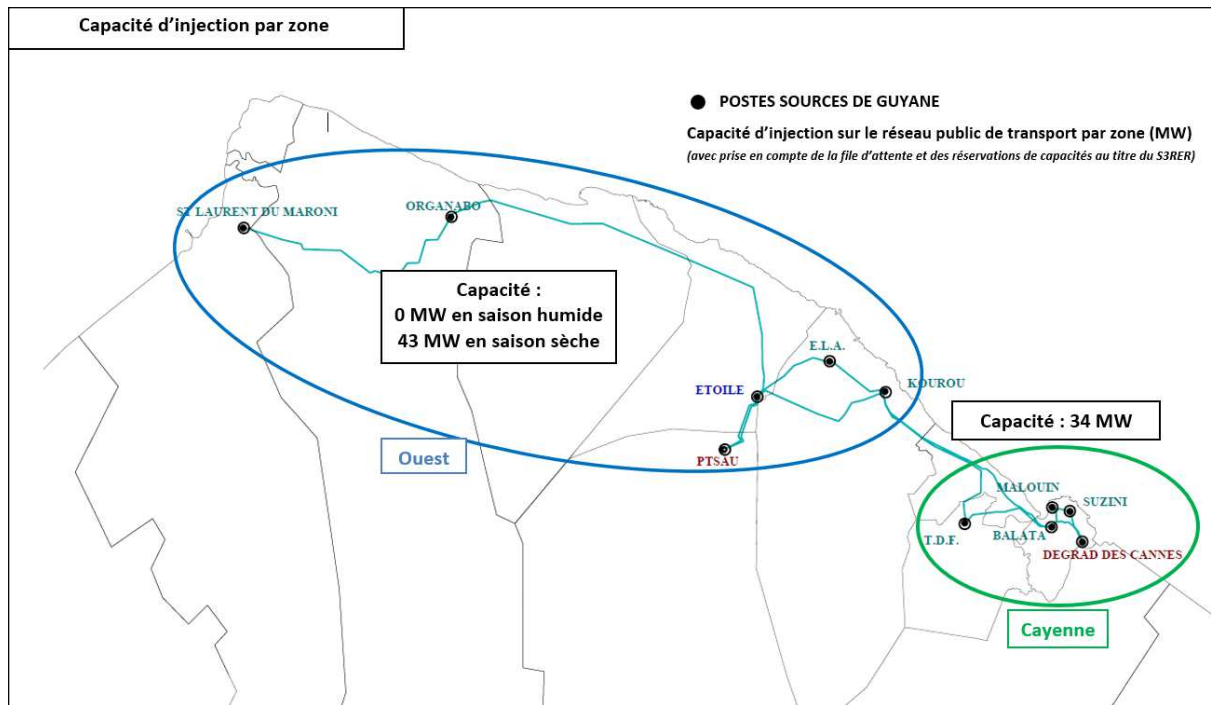 Capacité d’injection par zone
POSTES SOURCES DE GUYANE
Capacité d’injection sur le réseau public de transport par zone (MW)
(avec prise en compte de la file d’attente et des réservations de capacités au titre du S3RER)
ST LAURENT DU MARONI
ORGANABO
Capacité :
0 MW en saison humide
43 MW en saison sèche
E.L.A.
ETOILE
KOUROU
Capacité : 34 MW
Ouest
PTSAU
MALOUIN
SUZINI
T.D.F.
BALATA
DEGRAD DES CANNES
Cayenne